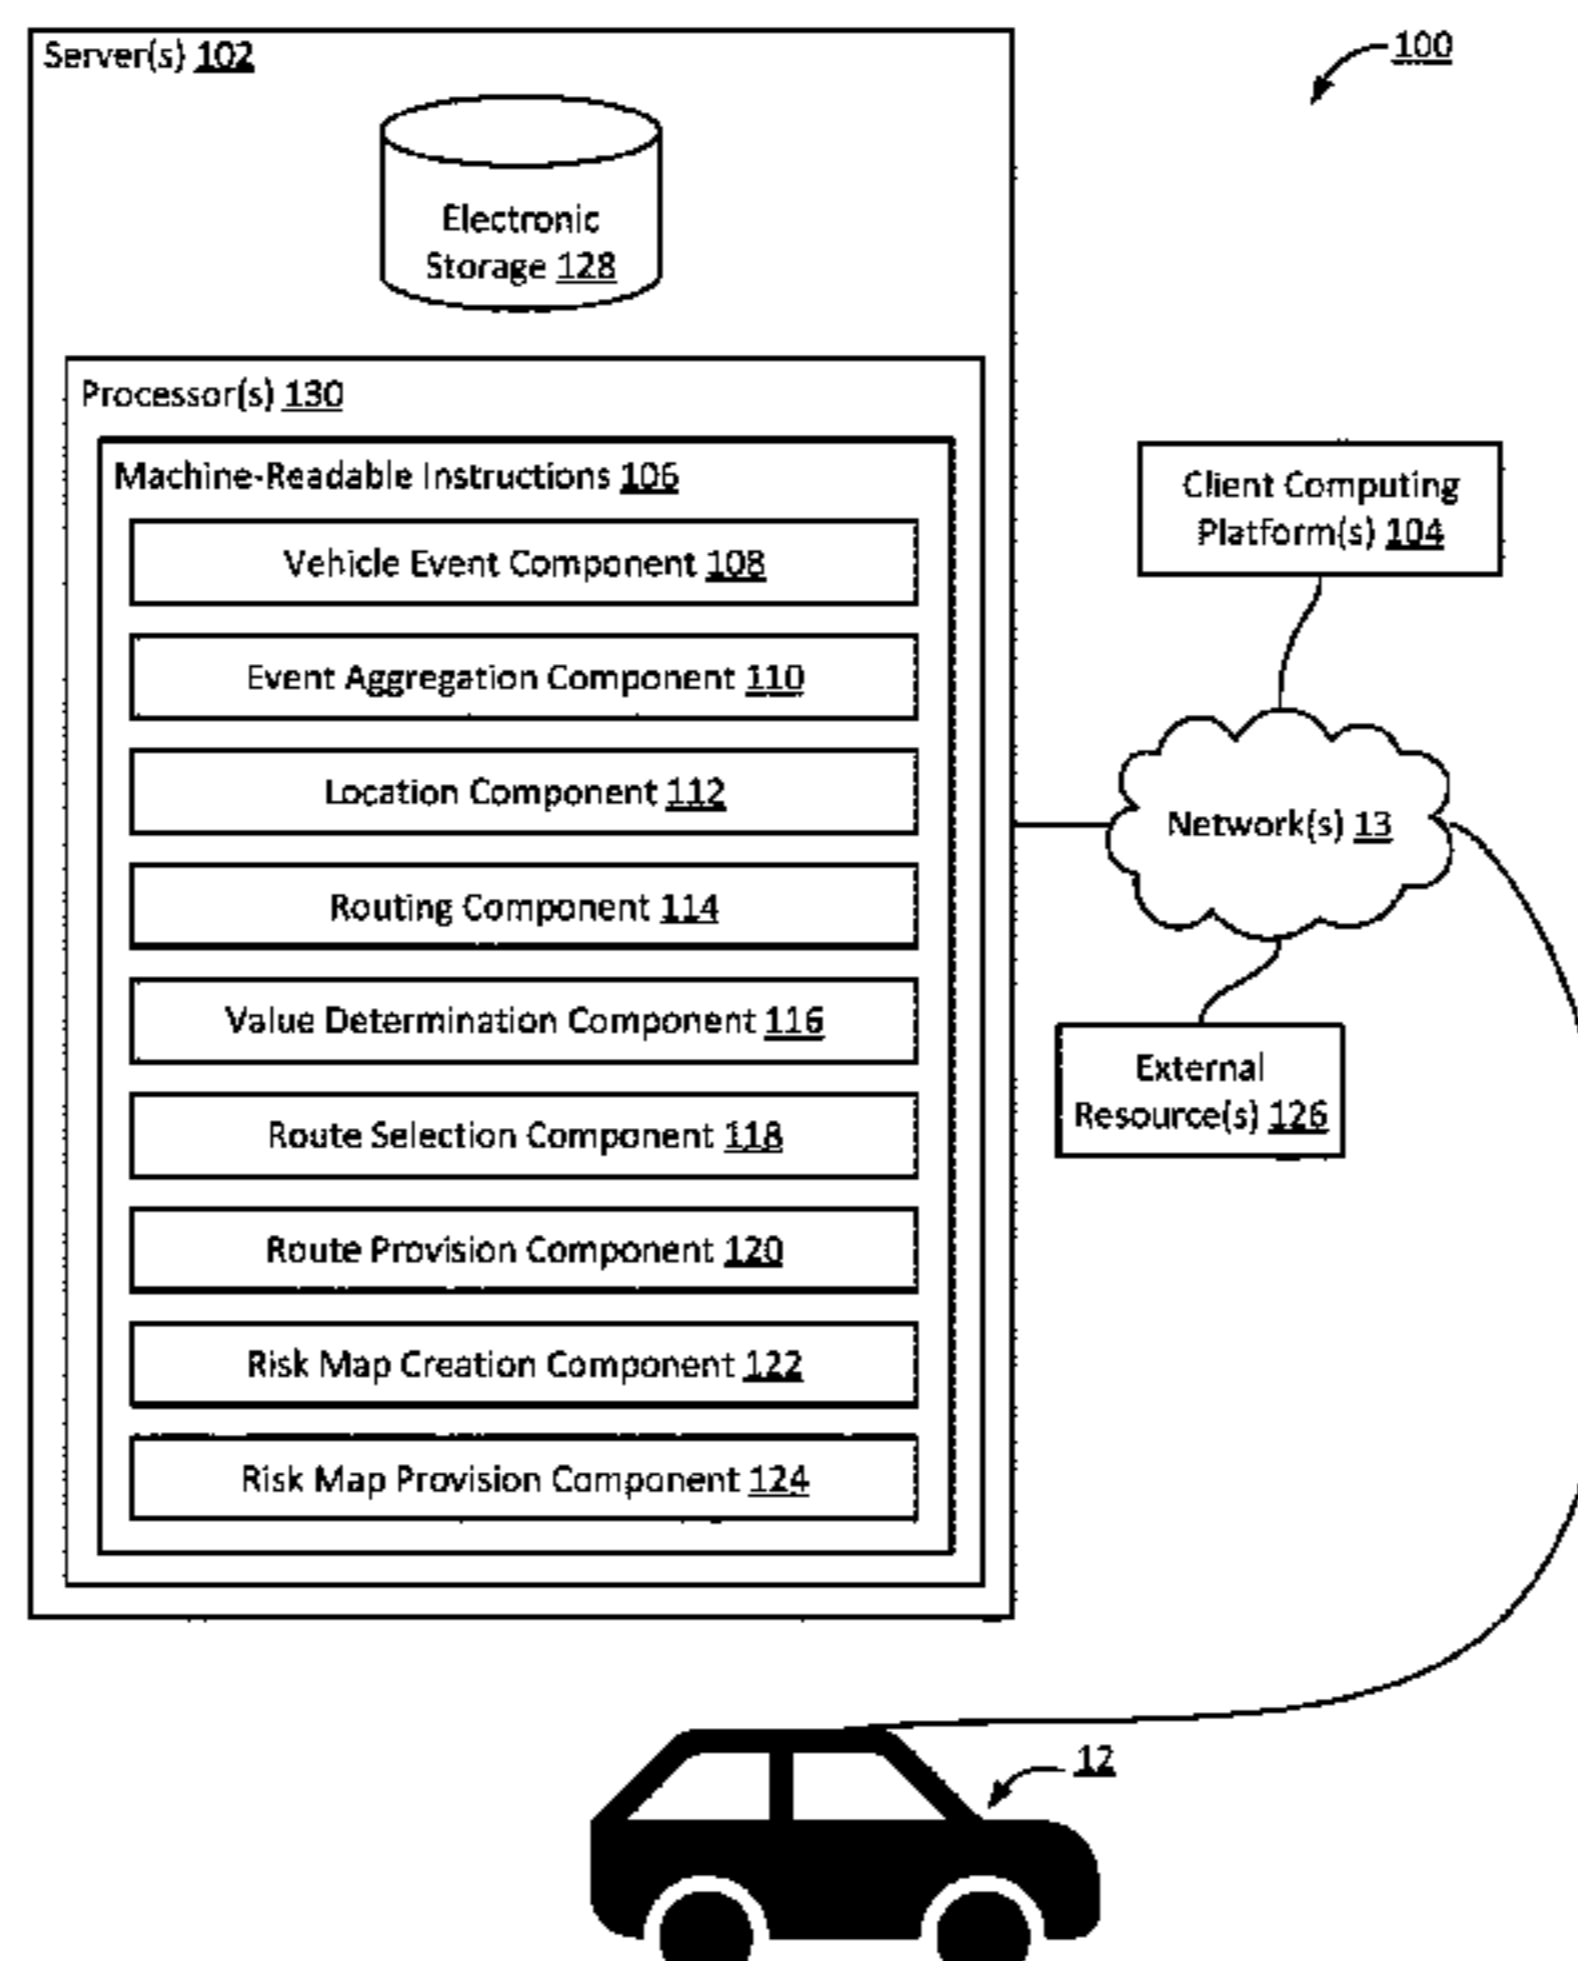 Server(s) 102
100
Electronic
Storage 128
Processor(s) 130
Machine-Readable Instructions 106
Vehicle Event Component 108
Event Aggregation Component 110
Location Component 112
Routing Component 114
Value Determination Component 116
Route Selection Component 118
Route Provision Component 120
Risk Map Creation Component 122
Risk Map Provision Component 124
Client Computing
Platform(s) 104
Network(s) 13
External
Resource(s) 126
12